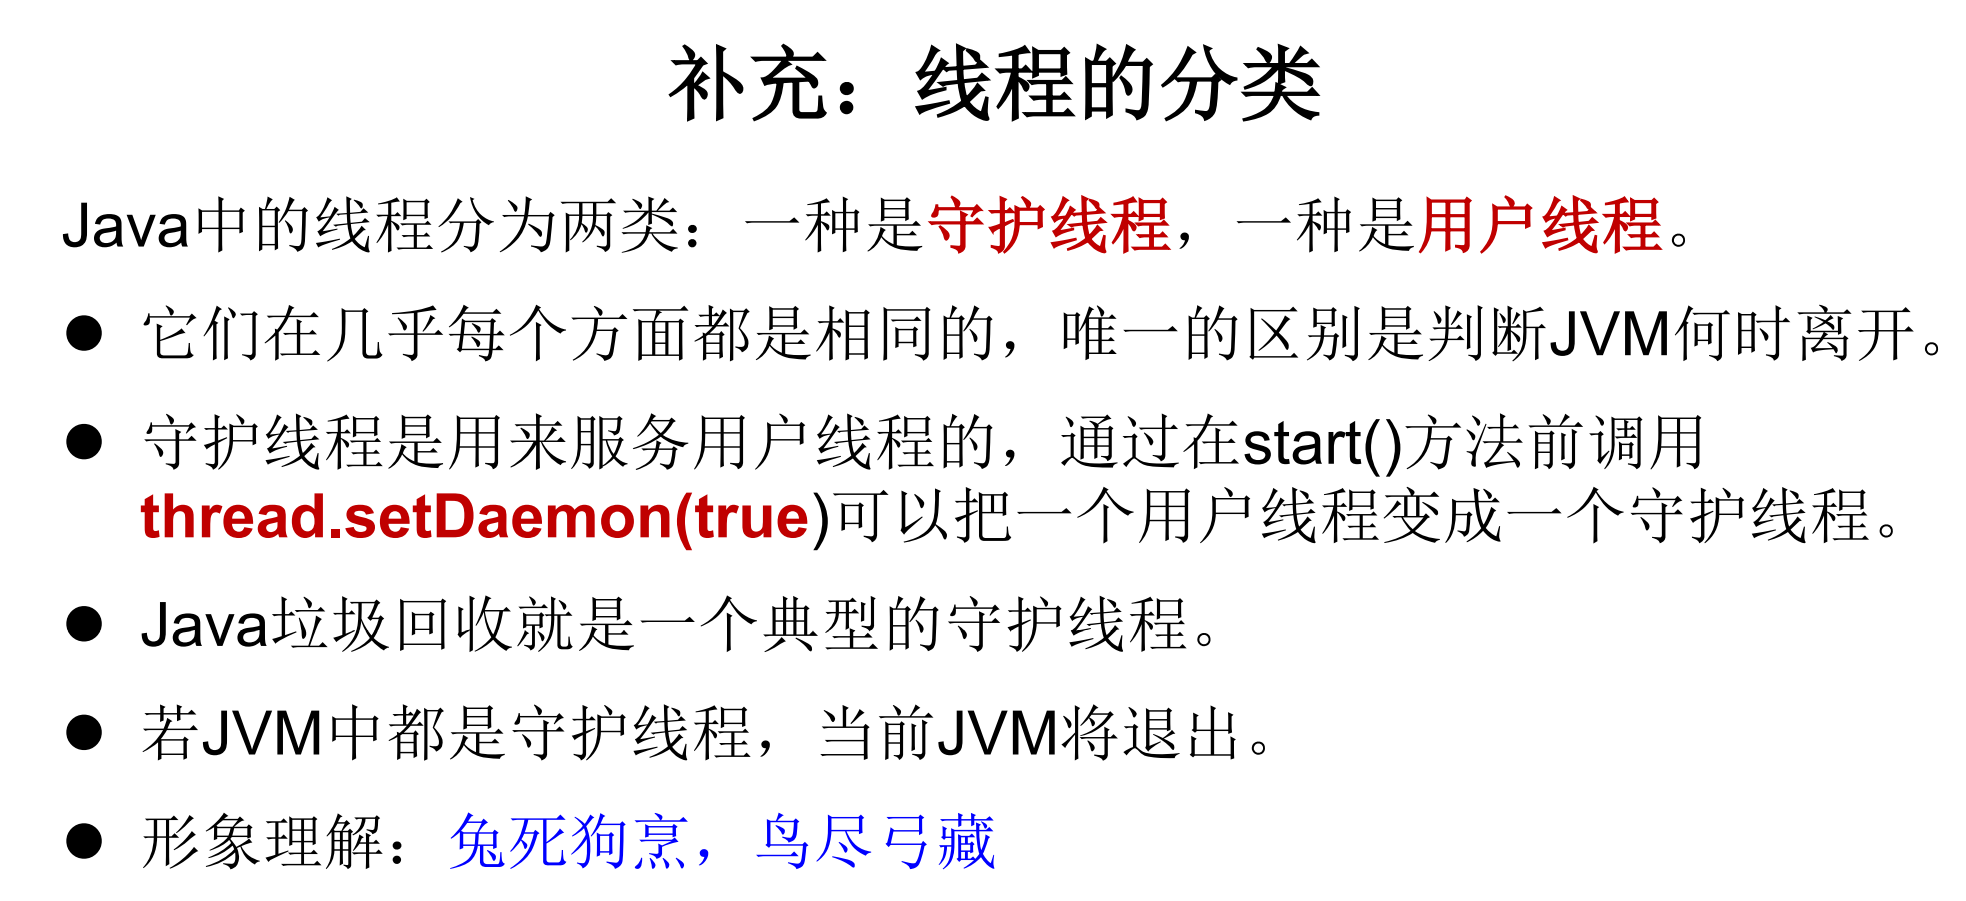 补充：线程的分类
Java中的线程分为两类：一种是守护线程，一种是用户线程。
● 它们在几乎每个方面都是相同的，唯一的区别是判断JVM何时离开。
● 守护线程是用来服务用户线程的，通过在start()方法前调用
thread.setDaemon(true)可以把一个用户线程变成一个守护线程。
● Java垃圾回收就是一个典型的守护线程。
● 若JVM中都是守护线程，当前JVM将退出。
● 形象理解：兔死狗烹，鸟尽弓藏